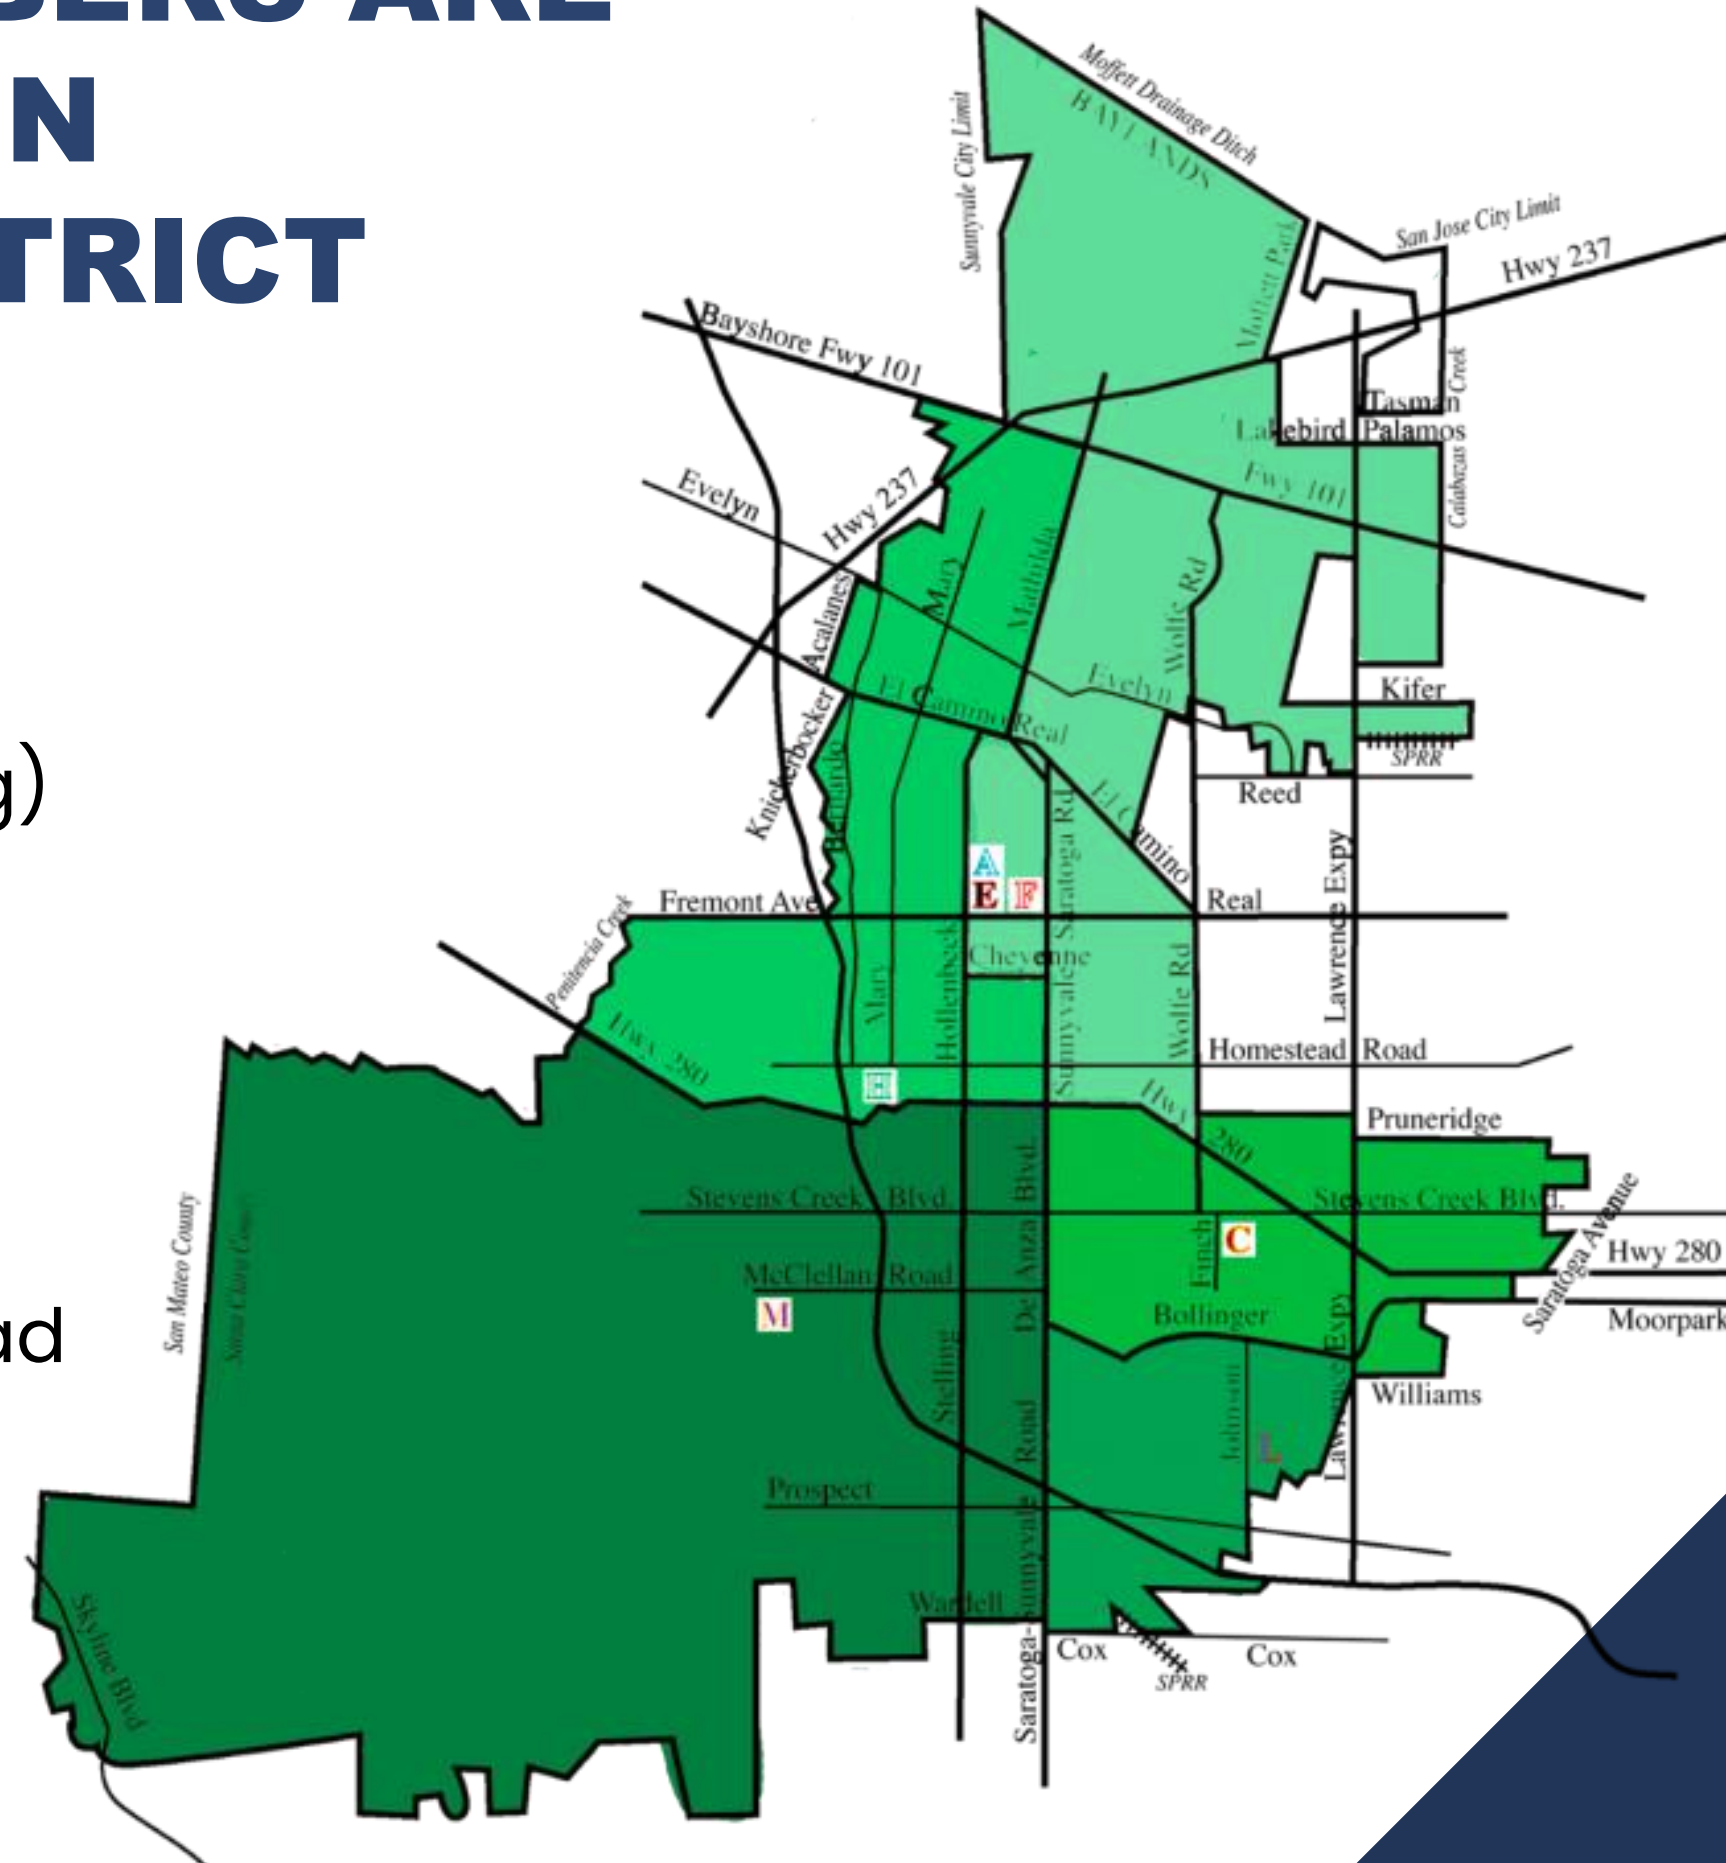 BERS ARE
N
TRICT
g)
ad
Moffett Drainage Ditch
BAYLANDS
Sunnyvale City Limit
San Jose City Limit
Hwy 237
Moffett Park
Bayshore Fwy 101
Calabazas Creek
Tasman
Lakebird Palamos
Fwy 101
Evelyn
Hwy 237
Mary
Mathilda
Wolfe Rd
Acalanes
El Camino Real
Evelyn
Kifer
SPRR
Reed
Knickerbocker
Bernardo
El Camino
Real
A
E F
Sunnyvale Saratoga Rd
Lawrence Expy
Fremont Ave
Penitencia Creek
Cheyenne
Mary
Hollenbeck
Wolfe Rd
Homestead Road
Hwy 280
H
Hwy 280
Pruneridge
Stevens Creek Blvd.
Stevens Creek Blvd.
San Mateo County
Santa Clara County
De Anza Blvd.
Finch
C
Saratoga Avenue
Hwy 280
McClellan Road
M
Bollinger
Moorpark
Stelling
Johnson
L
Lawrence Expy
Williams
Prospect
Saratoga-Sunnyvale Road
Wardell
Skyline Blvd
Cox
Cox
SPRR